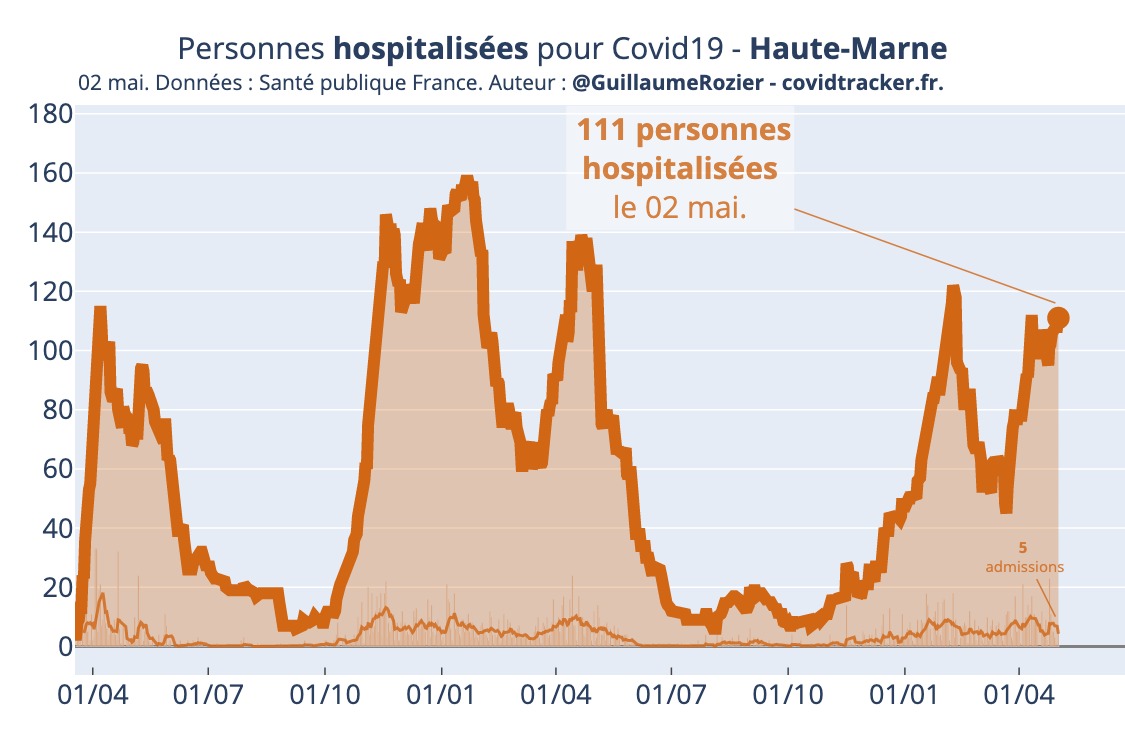 Personnes hospitalisées pour Covid19 - Haute-Marne
02 mai. Données : Santé publique France. Auteur : @GuillaumeRozier - covidtracker.fr.
180
111 personnes
hospitalisées
le 02 mai.
160
140
120
100
80
60
40
20
0
5
admissions
01/04 01/07 01/10 01/01 01/04 01/07 01/10 01/01 01/04